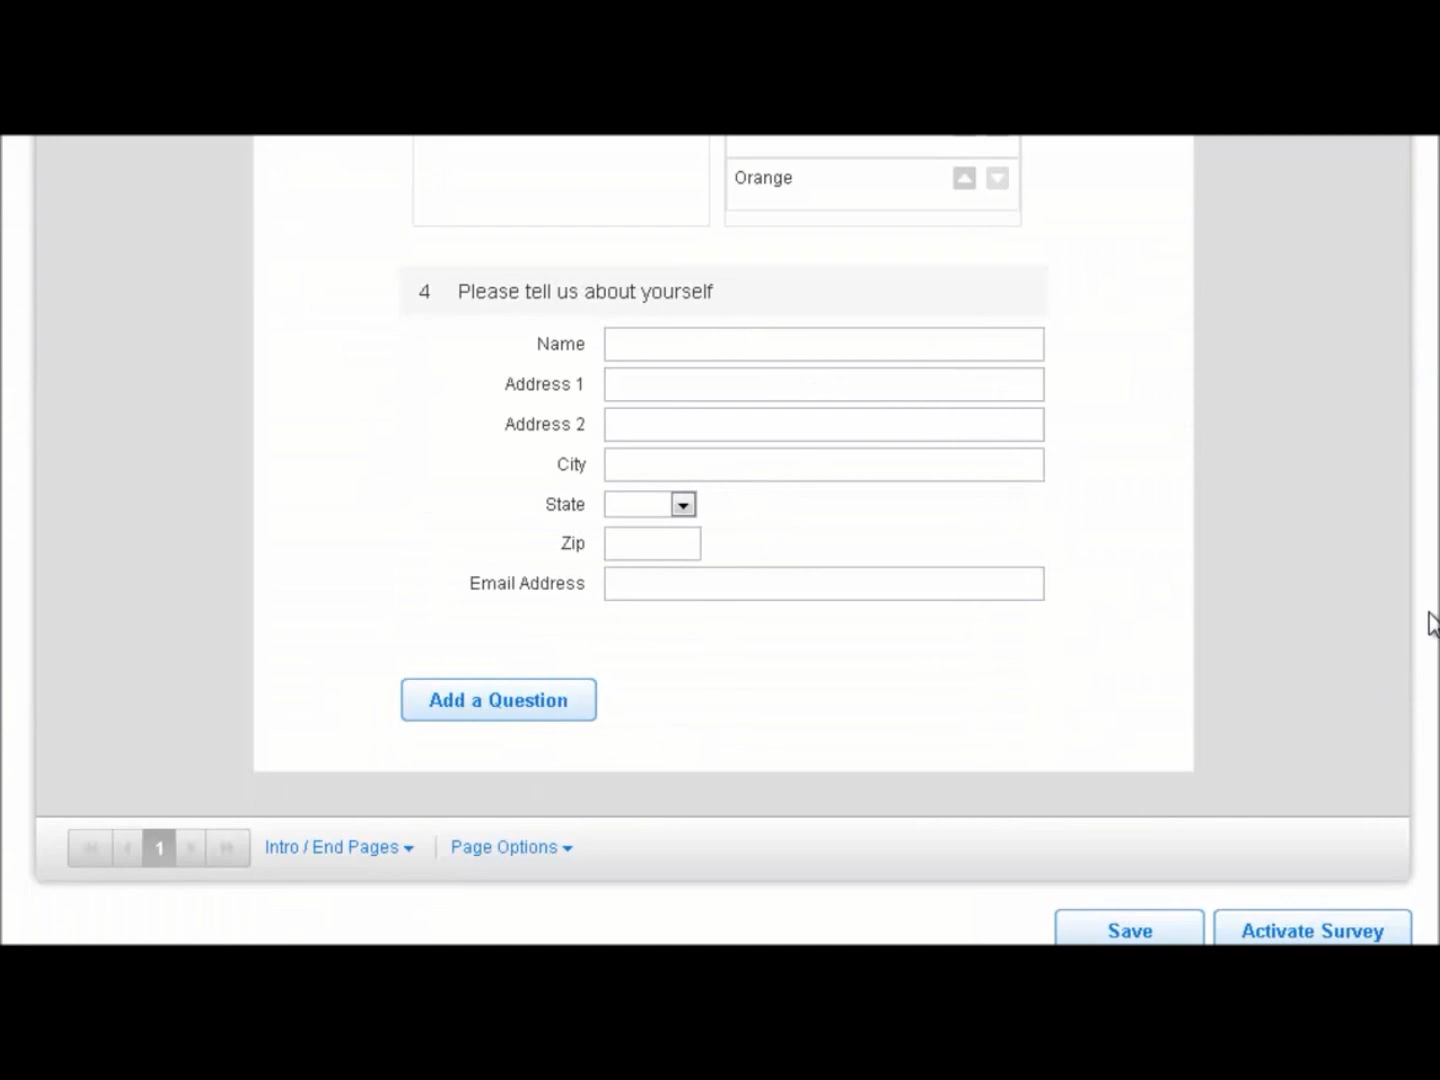 Orange
4 Please tell us about yourself
Name
Address 1
Address 2
City
State
Zip
Email Address
Add a Question
1 Intro / End Pages Page Options
Save Activate Survey